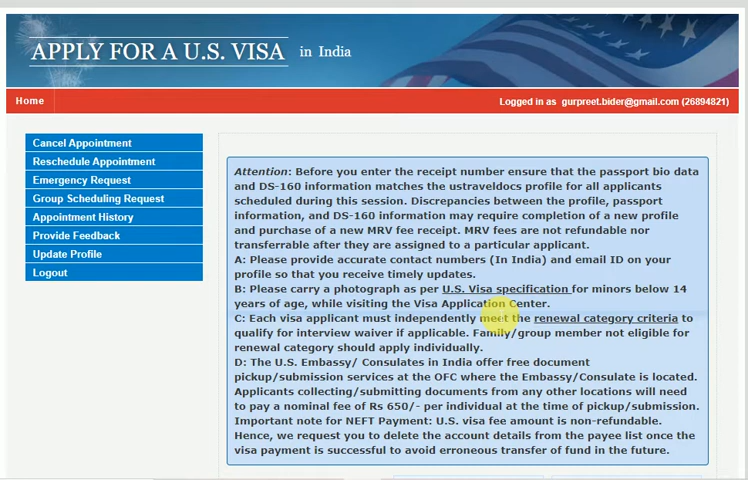 APPLY FOR A U.S. VISA in India
Home
Logged in as gurpreet.bider@gmail.com (26894821)
Cancel Appointment
Reschedule Appointment
Emergency Request
Group Scheduling Request
Appointment History
Provide Feedback
Update Profile
Logout
Attention: Before you enter the receipt number ensure that the passport bio data
and DS-160 information matches the ustraveldocs profile for all applicants
scheduled during this session. Discrepancies between the profile, passport
information, and DS-160 information may require completion of a new profile
and purchase of a new MRV fee receipt. MRV fees are not refundable nor
transferrable after they are assigned to a particular applicant.
A: Please provide accurate contact numbers (In India) and email ID on your
profile so that you receive timely updates.
B: Please carry a photograph as per U.S. Visa specification for minors below 14
years of age, while visiting the Visa Application Center.
C: Each visa applicant must independently meet the renewal category criteria to
qualify for interview waiver if applicable. Family/group member not eligible for
renewal category should apply individually.
D: The U.S. Embassy/ Consulates in India offer free document
pickup/submission services at the OFC where the Embassy/Consulate is located.
Applicants collecting/submitting documents from any other locations will need
to pay a nominal fee of Rs 650/- per individual at the time of pickup/submission.
Important note for NEFT Payment: U.S. visa fee amount is non-refundable.
Hence, we request you to delete the account details from the payee list once the
visa payment is successful to avoid erroneous transfer of fund in the future.